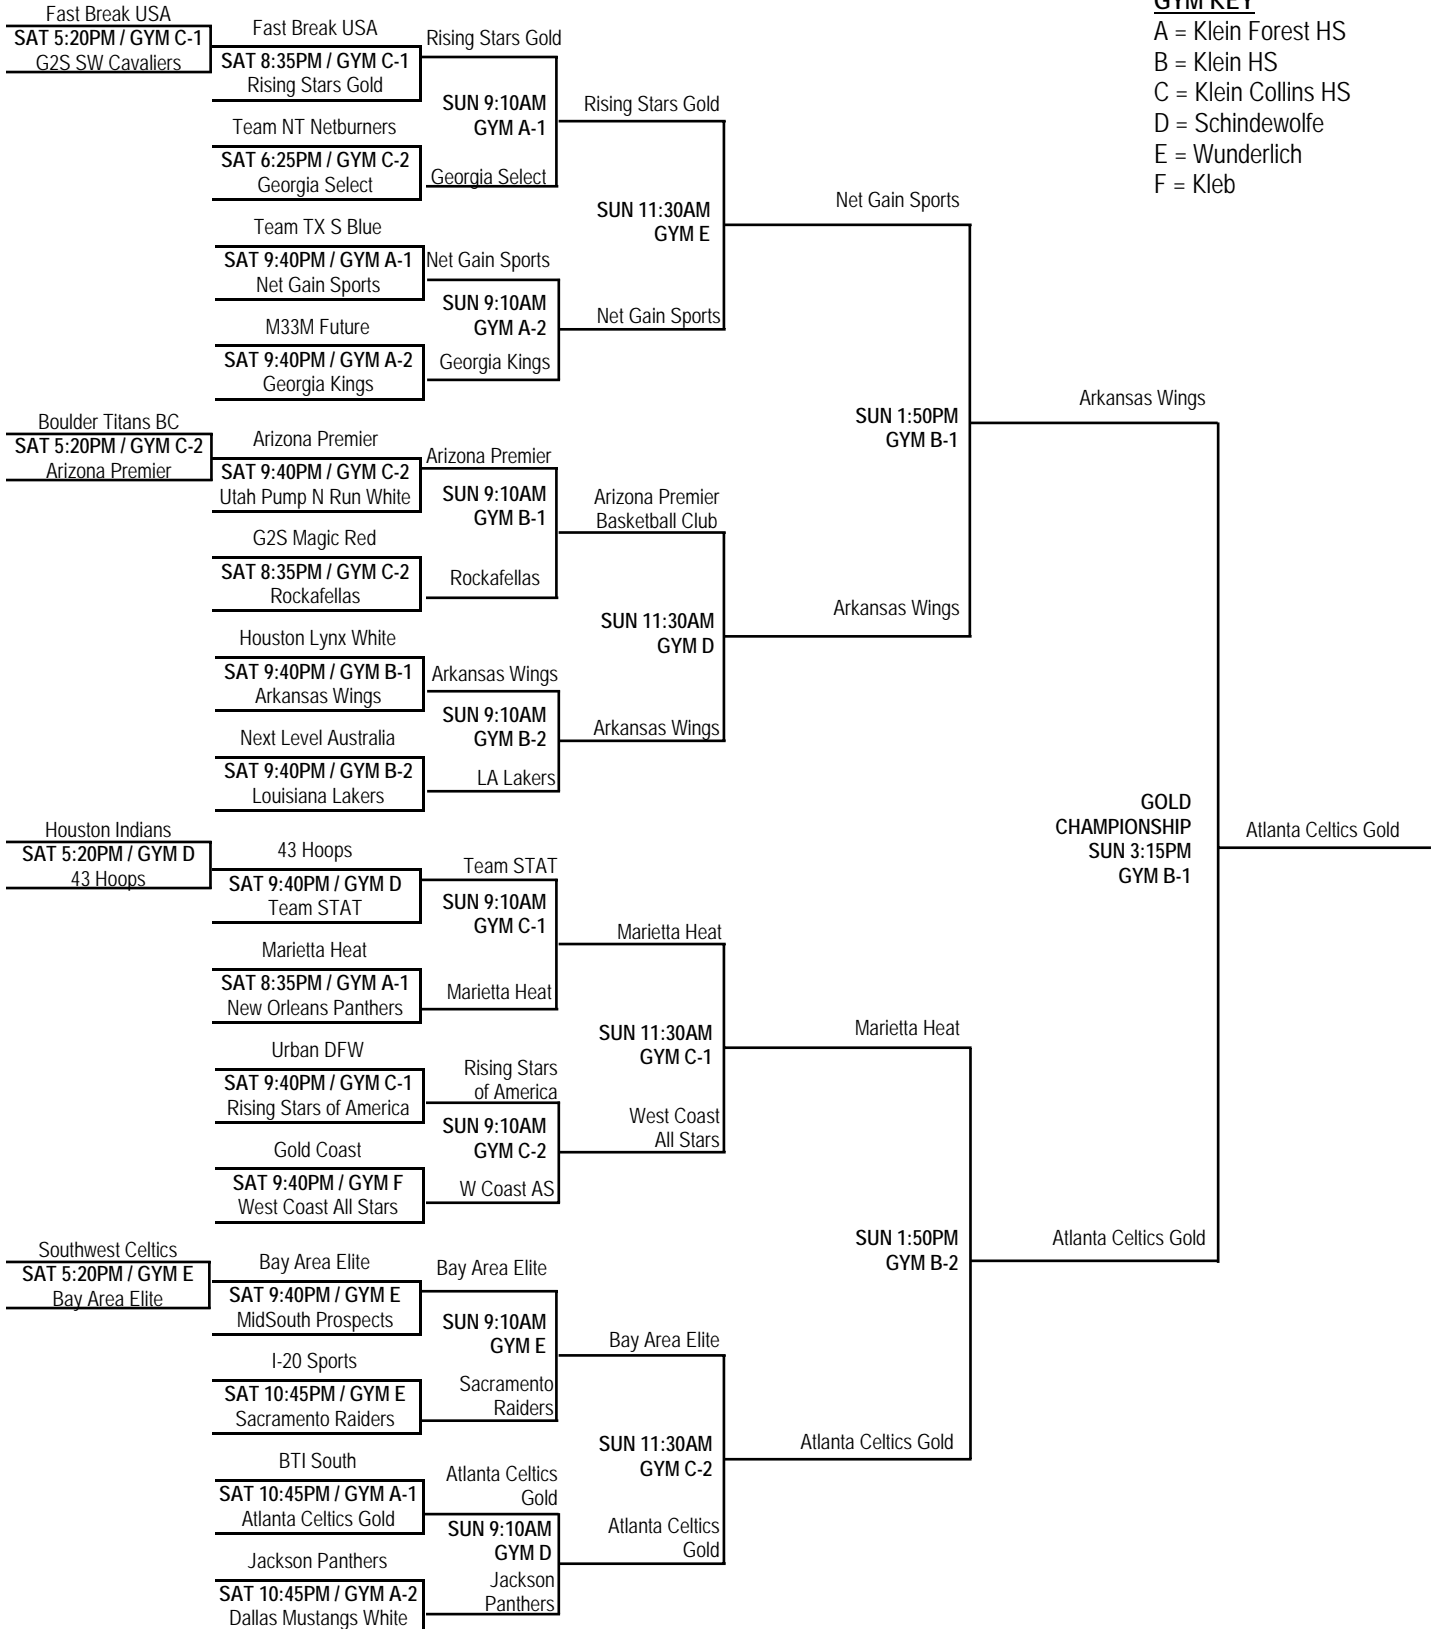 Fast Break USA
SAT 5:20PM / GYM C-1
G2S SW Cavaliers
Boulder Titans BC
SAT 5:20PM / GYM C-2
Arizona Premier
Houston Indians
SAT 5:20PM / GYM D
43 Hoops
Southwest Celtics
SAT 5:20PM / GYM E
Bay Area Elite
Fast Break USA
SAT 8:35PM / GYM C-1
Rising Stars Gold
Team NT Netburners
SAT 6:25PM / GYM C-2
Georgia Select
Team TX S Blue
SAT 9:40PM / GYM A-1
Net Gain Sports
M33M Future
SAT 9:40PM / GYM A-2
Georgia Kings
Arizona Premier
SAT 9:40PM / GYM C-2
Utah Pump N Run White
G2S Magic Red
SAT 8:35PM / GYM C-2
Rockafellas
Houston Lynx White
SAT 9:40PM / GYM B-1
Arkansas Wings
Next Level Australia
SAT 9:40PM / GYM B-2
Louisiana Lakers
43 Hoops
SAT 9:40PM / GYM D
Team STAT
Marietta Heat
SAT 8:35PM / GYM A-1
New Orleans Panthers
Urban DFW
SAT 9:40PM / GYM C-1
Rising Stars of America
Gold Coast
SAT 9:40PM / GYM F
West Coast All Stars
Bay Area Elite
SAT 9:40PM / GYM E
MidSouth Prospects
I-20 Sports
SAT 10:45PM / GYM E
Sacramento Raiders
BTI South
SAT 10:45PM / GYM A-1
Atlanta Celtics Gold
Jackson Panthers
SAT 10:45PM / GYM A-2
Dallas Mustangs White
Rising Stars Gold
SUN 9:10AM
GYM A-1
Georgia Select
Net Gain Sports
SUN 9:10AM
GYM A-2
Georgia Kings
Arizona Premier
SUN 9:10AM
GYM B-1
Rockafellas
Arkansas Wings
SUN 9:10AM
GYM B-2
LA Lakers
Team STAT
SUN 9:10AM
GYM C-1
Marietta Heat
Rising Stars
of America
SUN 9:10AM
GYM C-2
W Coast AS
Bay Area Elite
SUN 9:10AM
GYM E
Sacramento
Raiders
Atlanta Celtics
Gold
SUN 9:10AM
GYM D
Jackson
Panthers
Rising Stars Gold
SUN 11:30AM
GYM E
Net Gain Sports
Arizona Premier
Basketball Club
SUN 11:30AM
GYM D
Arkansas Wings
Marietta Heat
SUN 11:30AM
GYM C-1
West Coast
All Stars
Bay Area Elite
SUN 11:30AM
GYM C-2
Atlanta Celtics
Gold
Net Gain Sports
SUN 1:50PM
GYM B-1
Arkansas Wings
Marietta Heat
SUN 1:50PM
GYM B-2
Atlanta Celtics Gold
Arkansas Wings
GOLD
CHAMPIONSHIP
SUN 3:15PM
GYM B-1
Atlanta Celtics Gold
Atlanta Celtics Gold
GYM KEY
A = Klein Forest HS
B = Klein HS
C = Klein Collins HS
D = Schindewolfe
E = Wunderlich
F = Kleb